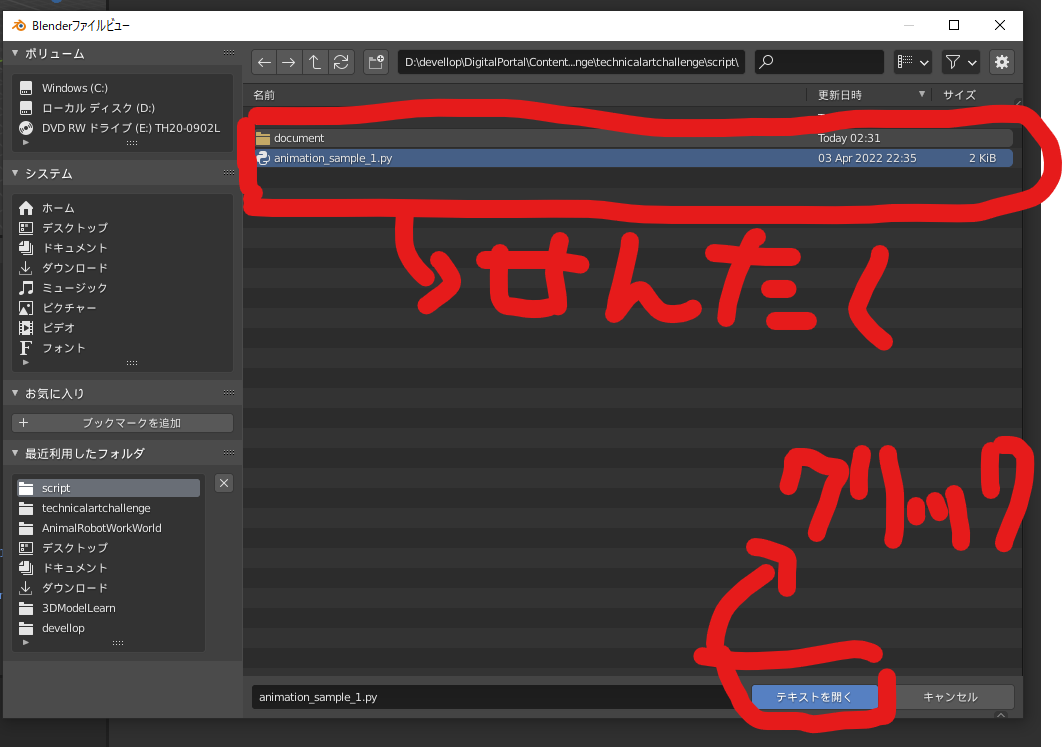 Blenderファイルビュー
ボリューム
Windows (C:)
ローカル ディスク (D:)
DVD RW ドライブ (E:) TH20-0902L
システム
ホーム
デスクトップ
ドキュメント
ダウンロード
ミュージック
ピクチャー
ビデオ
フォント
お気に入り
ブックマークを追加
最近利用したフォルダ
script
technicalartchallenge
AnimalRobotWorkWorld
デスクトップ
ドキュメント
ダウンロード
3DModelLearn
devellop
D:\devellop\DigitalPortal\Content...nge\technicalartchallenge\script\
名前 更新日時 サイズ
document Today 02:31
animation_sample_1.py 03 Apr 2022 22:35 2 KiB
せんたく
クリック
animation_sample_1.py テキストを開く キャンセル